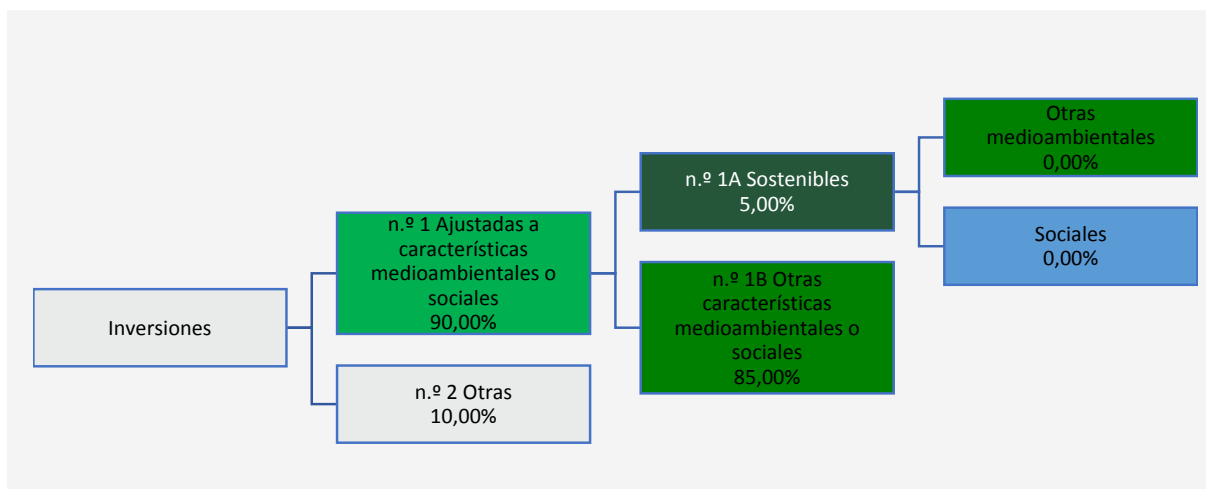 Inversiones
n.º 1 Ajustadas a
características
medioambientales o
sociales
90,00%
n.º 2 Otras
10,00%
n.º 1A Sostenibles
5,00%
n.º 1B Otras
características
medioambientales o
sociales
85,00%
Otras
medioambientales
0,00%
Sociales
0,00%